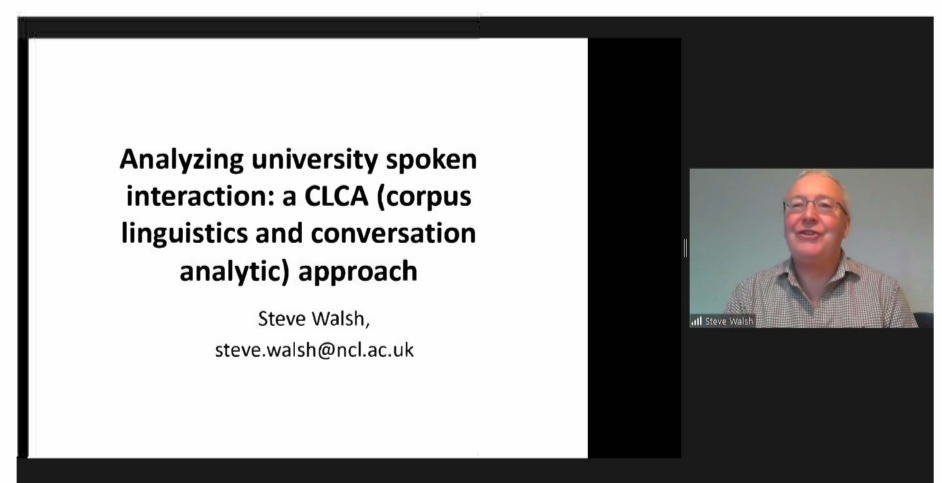 Analyzing university spoken
interaction: a CLCA (corpus
linguistics and conversation
analytic) approach
Steve Walsh,
steve.walsh@ncl.ac.uk
Steve Walsh